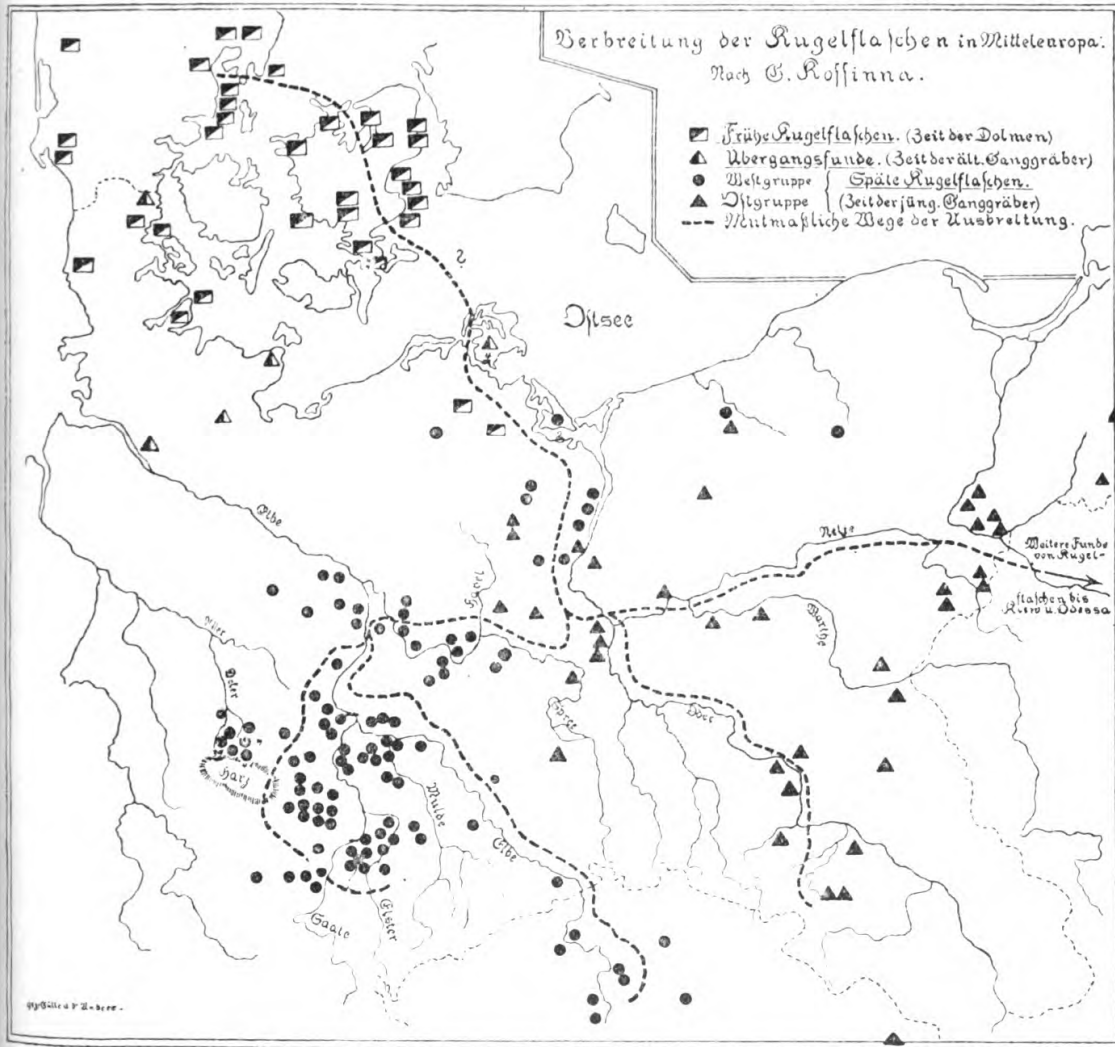 Verbreitung der Kugelflaschen in Mitteleuropa.
Nach G. Kossinna.
Frühe Kugelflaschen. (Zeit der Dolmen)
Übergangsfunde. (Zeit der ält. Ganggräber)
Westgruppe { Späte Kugelflaschen.
Ostgruppe (Zeit der jüng. Ganggräber)
Mutmaßliche Wege der Ausbreitung.
?
Ostsee
Elbe
Netze
Weitere Funde
von Kugel-
flaschen bis
Kiew u. Odessa
Havel
Warthe
Aller
Oker
Spree
Oder
Harz
Mulde
Elbe
Saale
Elster